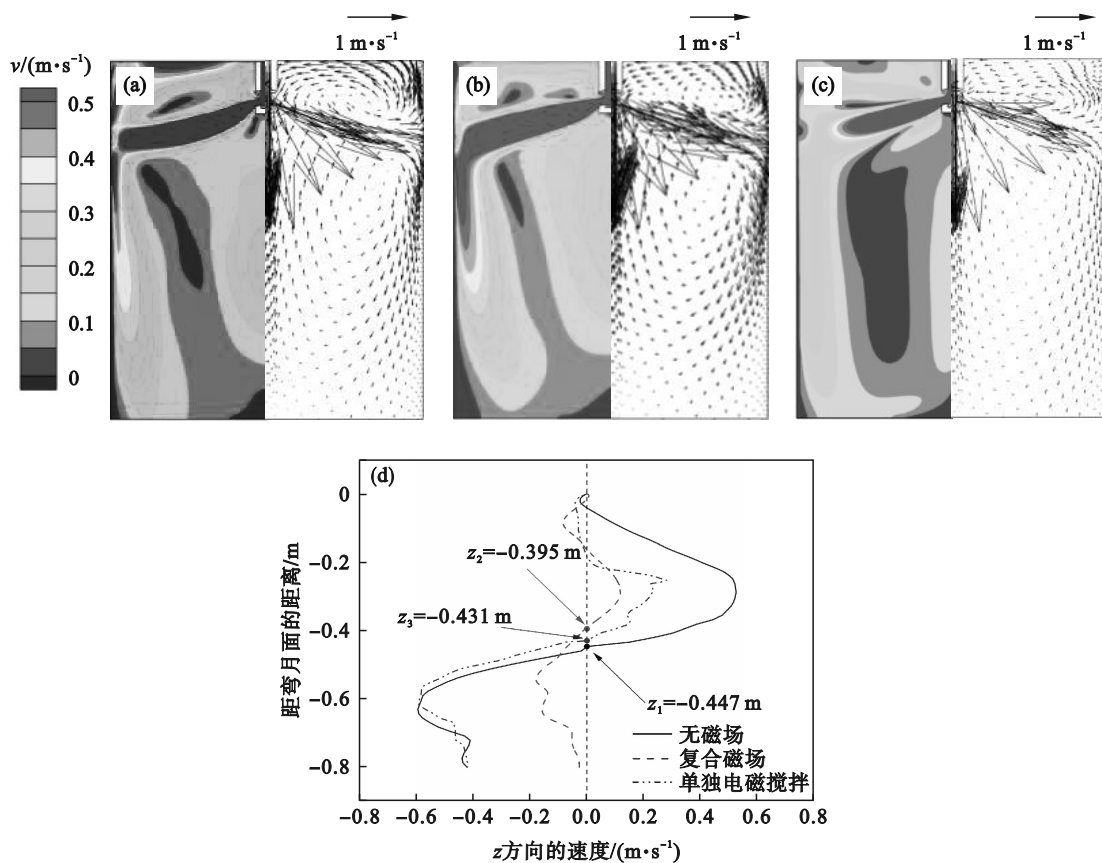 1 m•s⁻¹
1 m•s⁻¹
1 m•s⁻¹
v/(m•s⁻¹)
(a)
(b)
(c)
0.5
0.4
0.3
0.2
0.1
0
(d)
0
−0.2
−0.4
−0.6
−0.8
距弯月面的距离/m
z₂=−0.395 m
z₃=−0.431 m
z₁=−0.447 m
无磁场
复合磁场
单独电磁搅拌
−0.8 −0.6 −0.4 −0.2 0.0 0.2 0.4 0.6 0.8
z方向的速度/(m•s⁻¹)